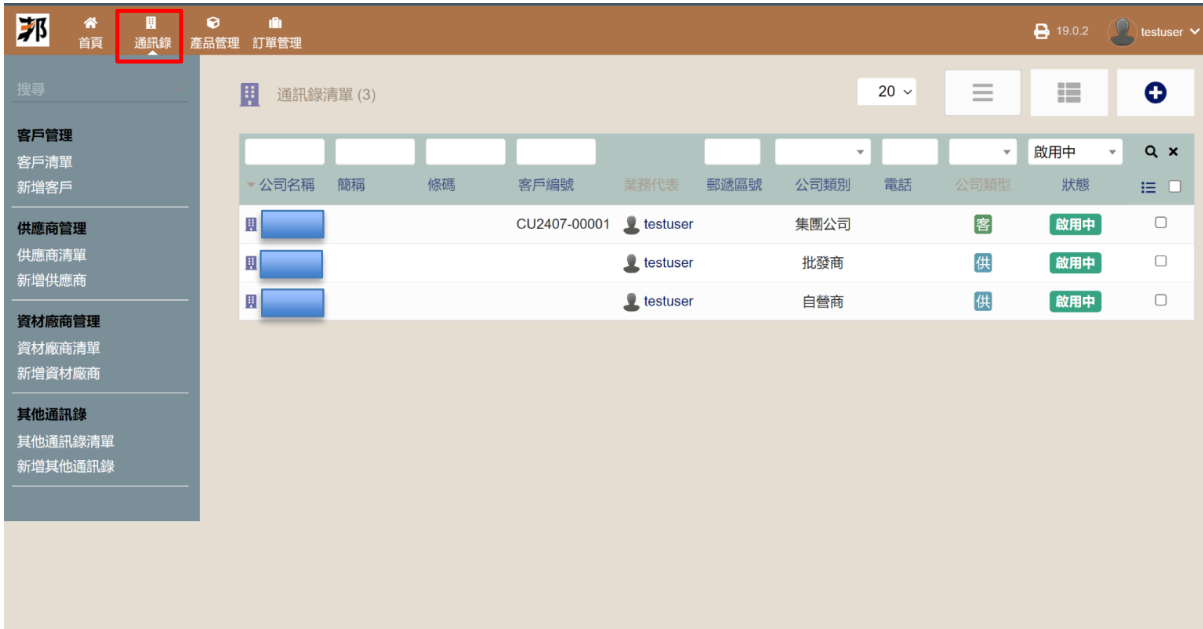 邦
首頁 通訊錄 產品管理 訂單管理 19.0.2 testuser
搜尋
客戶管理
客戶清單
新增客戶
供應商管理
供應商清單
新增供應商
資材廠商管理
資材廠商清單
新增資材廠商
其他通訊錄
其他通訊錄清單
新增其他通訊錄
通訊錄清單 (3) 20
啟用中
公司名稱 簡稱 條碼 客戶編號 業務代表 郵遞區號 公司類別 電話 公司類型 狀態
CU2407-00001 testuser 集團公司 客 啟用中
testuser 批發商 供 啟用中
testuser 自營商 供 啟用中